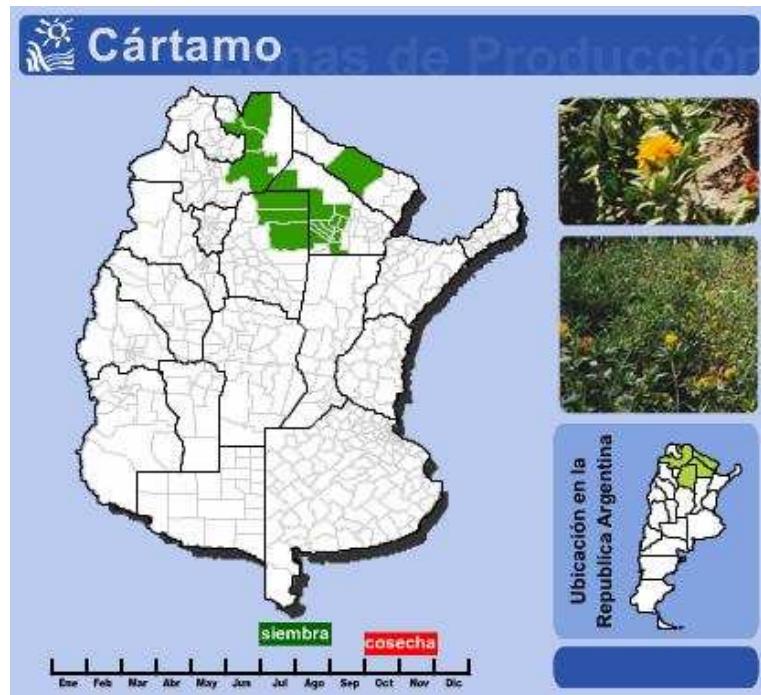 Cártamo
Zonas de Producción
Ubicación en la
Republica Argentina
siembra
cosecha
Ene Feb Mar Abr May Jun Jul Ago Sep Oct Nov Dic